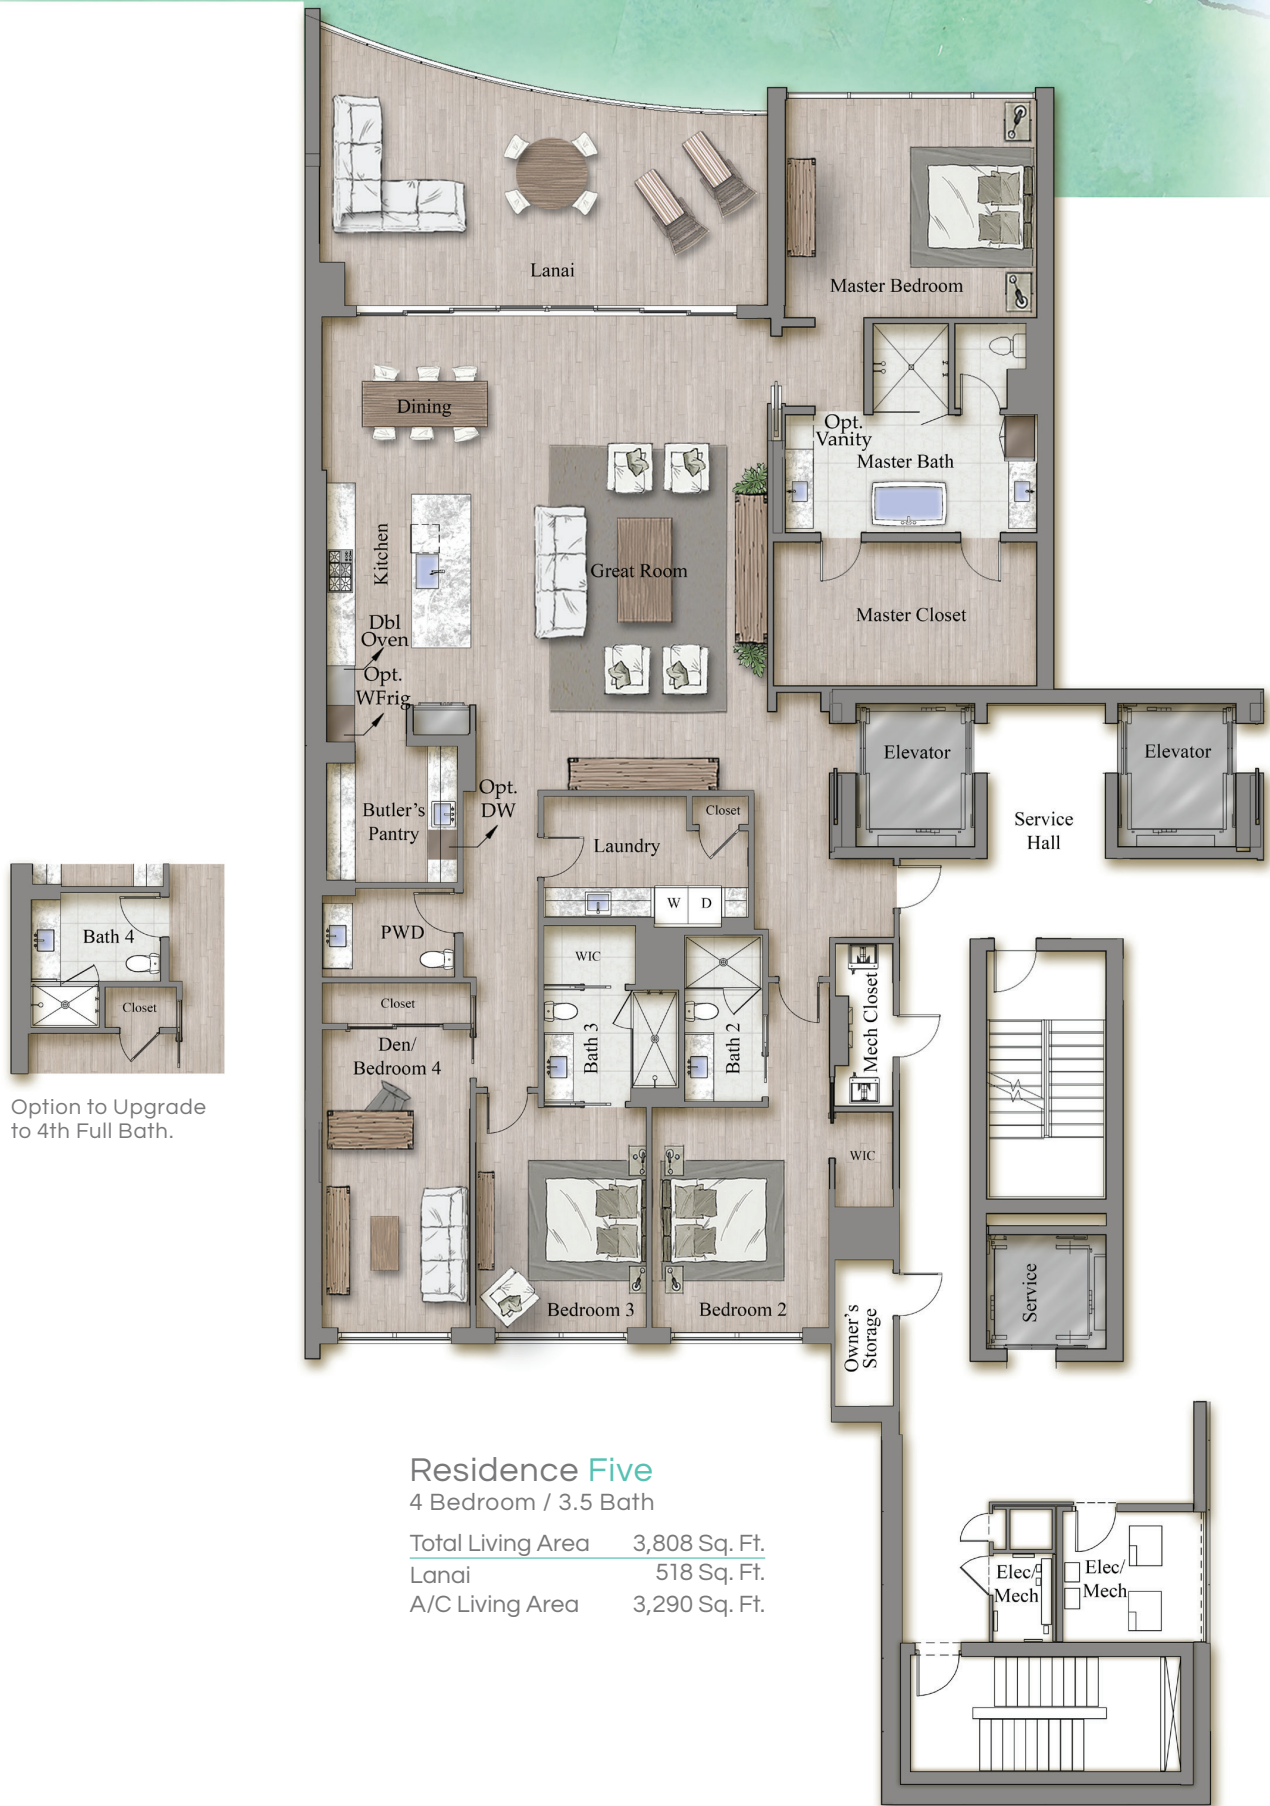 Lanai
Master Bedroom
Dining
Opt.
Vanity
Master Bath
Kitchen
Great Room
Master Closet
Dbl
Oven
Opt.
WFrig
Elevator
Elevator
Service
Hall
Butler's
Pantry
Opt.
DW
Closet
Laundry
W D
PWD
WIC
Closet
Den/
Bedroom 4
Bath 3
Bath 2
Mech Closet
WIC
Bath 4
Closet
Option to Upgrade
to 4th Full Bath.
Bedroom 3
Bedroom 2
Owner's
Storage
Service
Residence Five
4 Bedroom / 3.5 Bath
Total Living Area 3,808 Sq. Ft.
Lanai 518 Sq. Ft.
A/C Living Area 3,290 Sq. Ft.
Elec/
Mech
Elec/
Mech